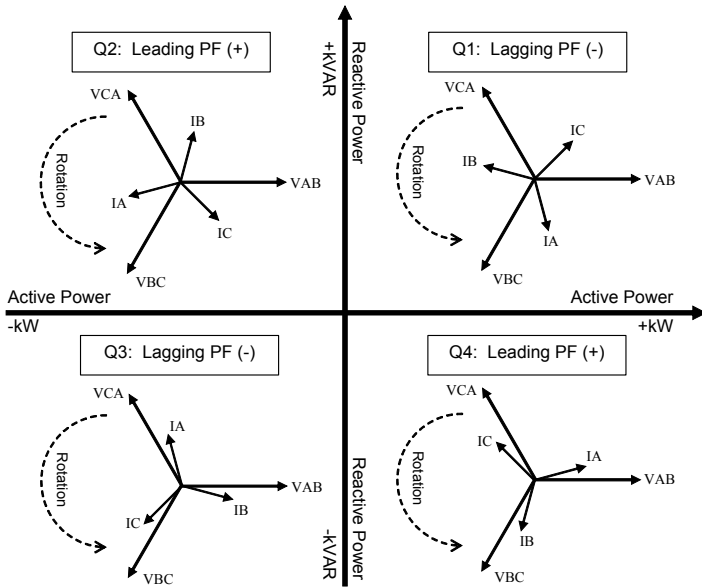 Q2: Leading PF (+)
VCA
IB
Rotation
IA
VAB
IC
VBC
+kVAR
Reactive Power
Q1: Lagging PF (-)
VCA
IC
Rotation
IB
VAB
IA
VBC
Active Power
-kW
Active Power
+kW
Q3: Lagging PF (-)
VCA
IA
Rotation
VAB
IB
IC
VBC
-kVAR
Reactive Power
Q4: Leading PF (+)
VCA
IC
IA
Rotation
VAB
IB
VBC